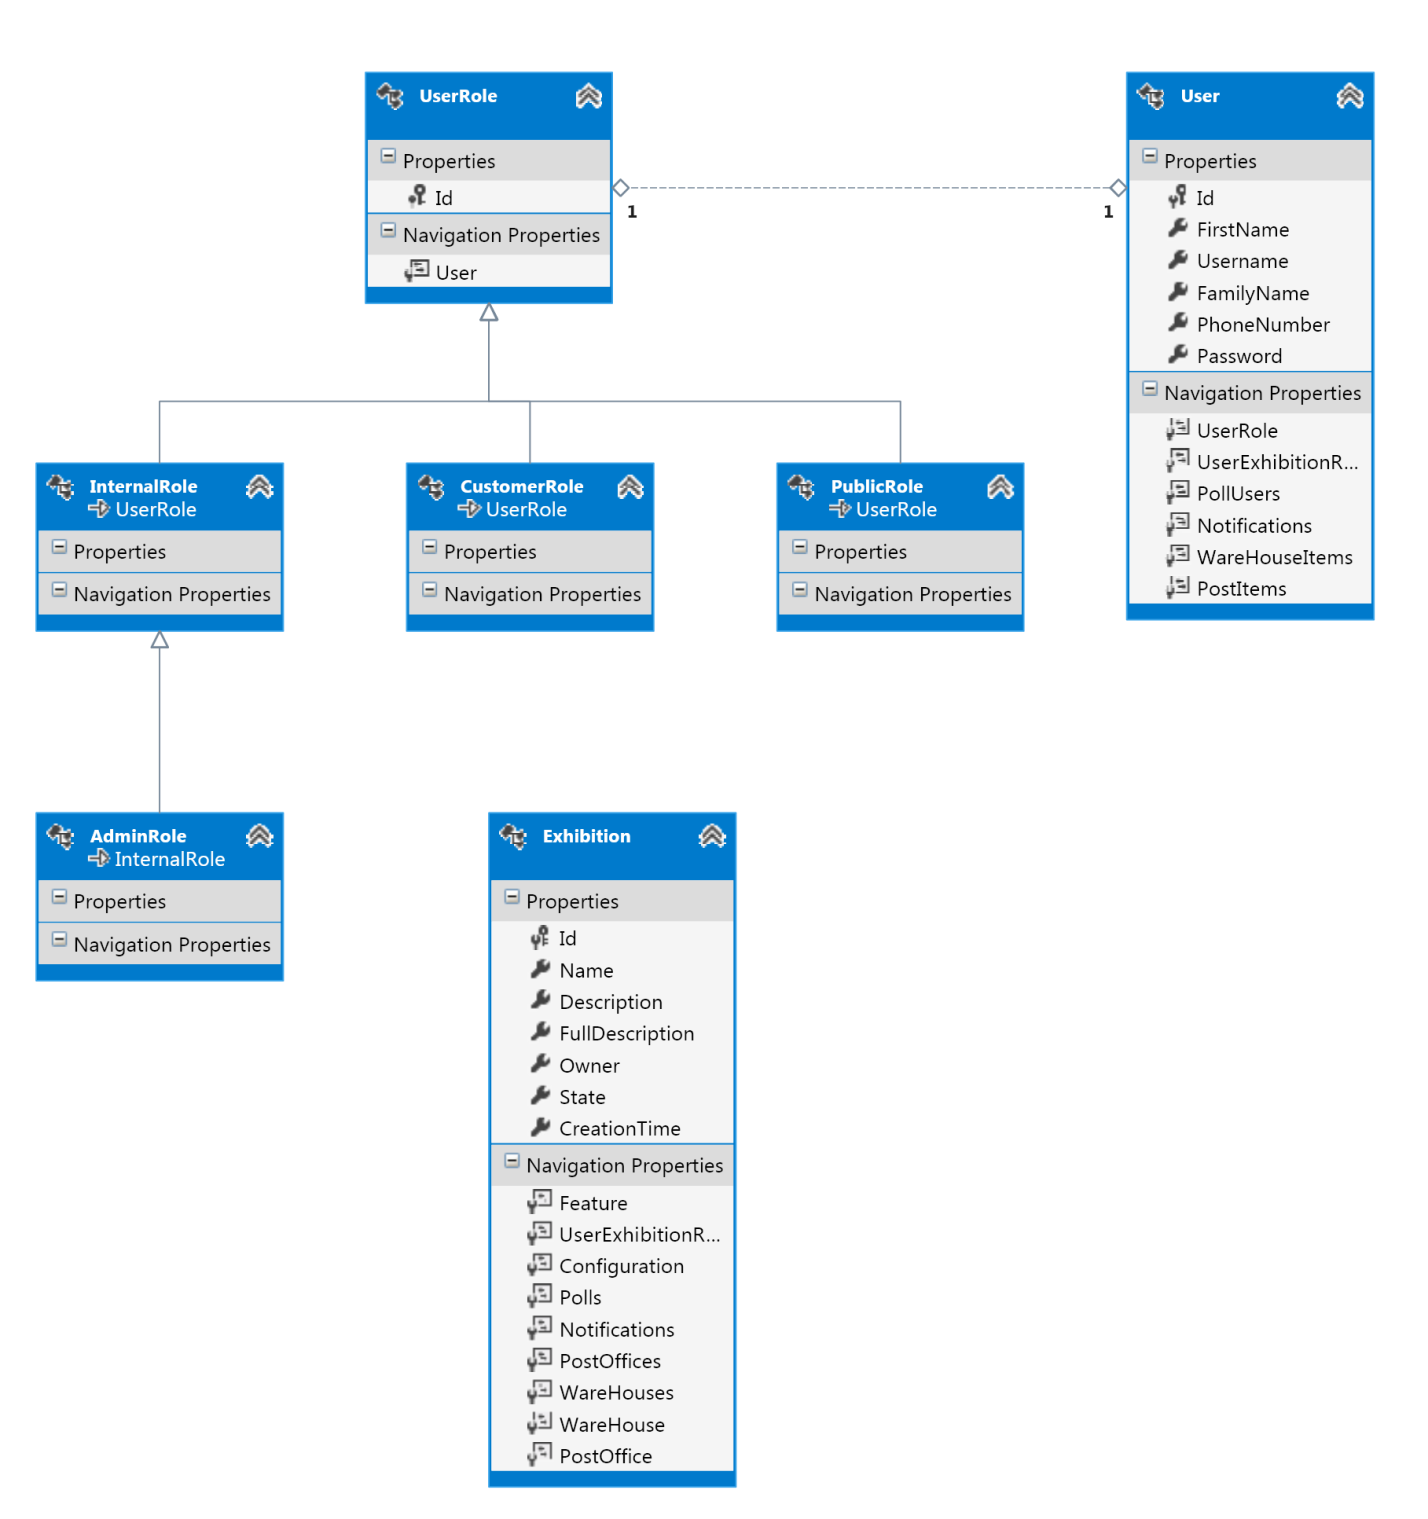 UserRole
Properties
Id
Navigation Properties
User
1
1
User
Properties
Id
FirstName
Username
FamilyName
PhoneNumber
Password
Navigation Properties
UserRole
UserExhibitionR...
PollUsers
Notifications
WareHouseItems
PostItems
InternalRole
UserRole
Properties
Navigation Properties
CustomerRole
UserRole
Properties
Navigation Properties
PublicRole
UserRole
Properties
Navigation Properties
AdminRole
InternalRole
Properties
Navigation Properties
Exhibition
Properties
Id
Name
Description
FullDescription
Owner
State
CreationTime
Navigation Properties
Feature
UserExhibitionR...
Configuration
Polls
Notifications
PostOffices
WareHouses
WareHouse
PostOffice